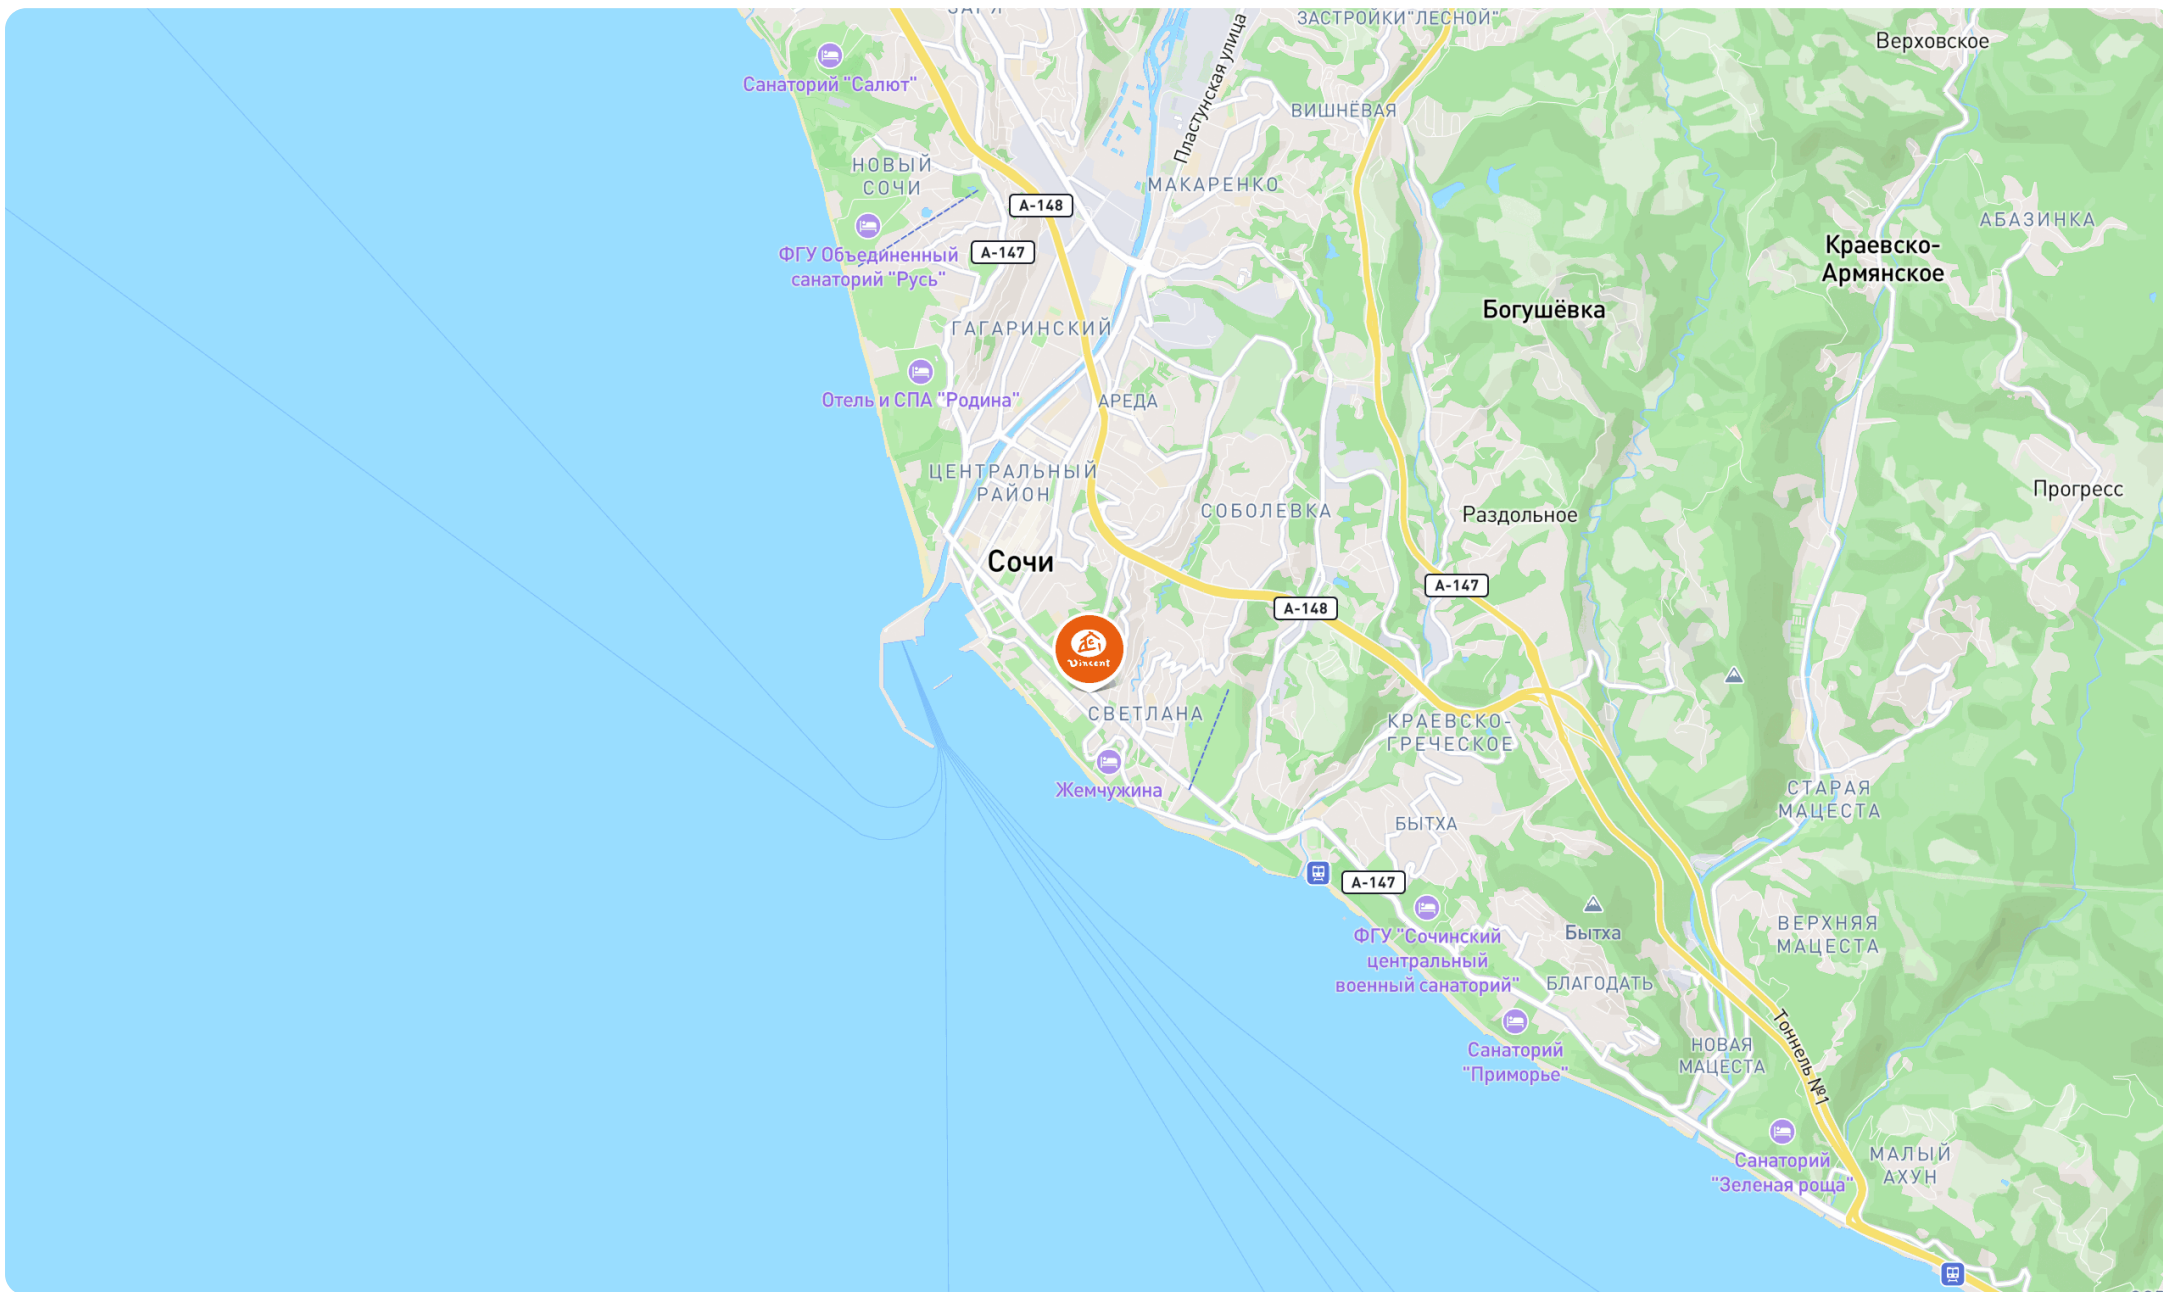 ЗАРЯ
ЗАСТРОЙКИ"ЛЕСНОЙ"
Верховское
Санаторий "Салют"
Пластунская улица
ВИШНЁВАЯ
НОВЫЙ
СОЧИ
МАКАРЕНКО
А-148
АБАЗИНКА
А-147
ФГУ Объединенный
санаторий "Русь"
Краевско-
Армянское
Богушёвка
ГАГАРИНСКИЙ
Отель и СПА "Родина"
АРЕДА
ЦЕНТРАЛЬНЫЙ
РАЙОН
Прогресс
СОБОЛЕВКА
Раздольное
Сочи
А-147
А-148
Vincent
СВЕТЛАНА
КРАЕВСКО-
ГРЕЧЕСКОЕ
Жемчужина
СТАРАЯ
МАЦЕСТА
БЫТХА
А-147
ФГУ "Сочинский
центральный
военный санаторий"
Бытха
ВЕРХНЯЯ
МАЦЕСТА
БЛАГОДАТЬ
Санаторий
"Приморье"
НОВАЯ
МАЦЕСТА
Тоннель №1
Санаторий
"Зеленая роща"
МАЛЫЙ
АХУН